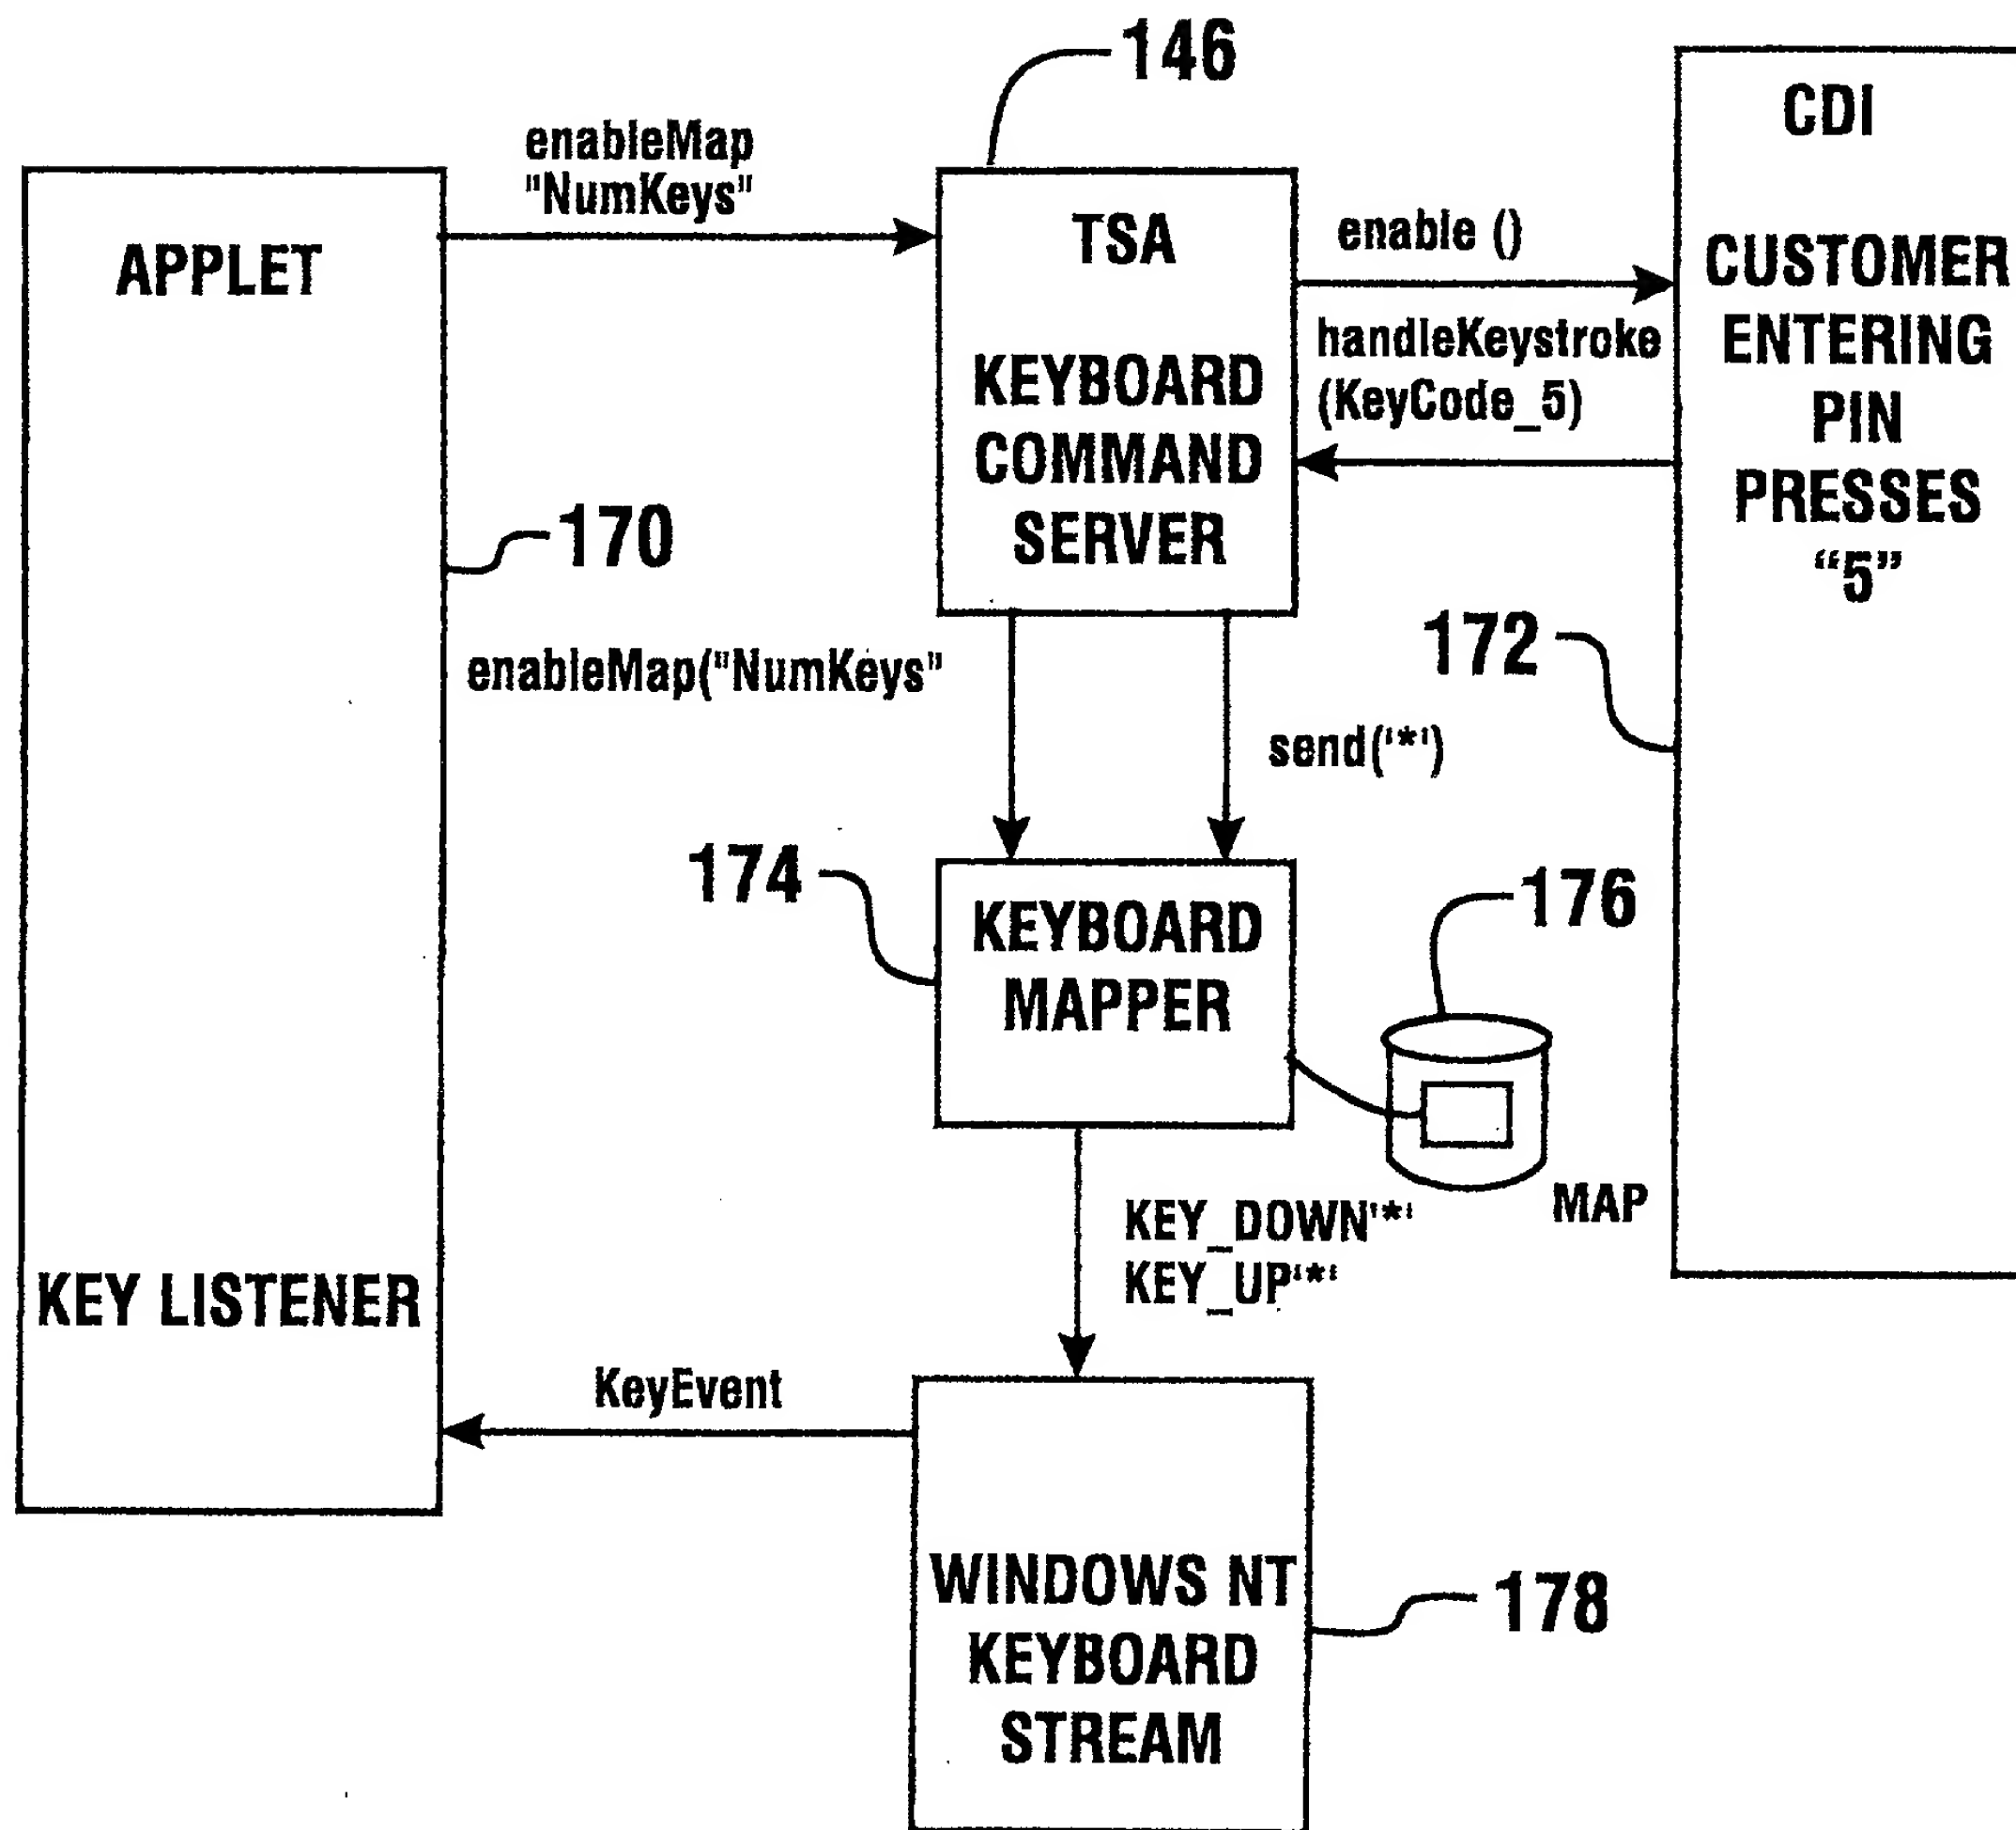 146
enableMap
"NumKeys"
APPLET
TSA
KEYBOARD
COMMAND
SERVER
enable ()
handleKeystroke
(KeyCode_5)
CDI
CUSTOMER
ENTERING
PIN
PRESSES
“5”
170
enableMap("NumKeys"
send('*')
172
174
KEYBOARD
MAPPER
176
MAP
KEY_DOWN'*'
KEY_UP'*'
KEY LISTENER
KeyEvent
WINDOWS NT
KEYBOARD
STREAM
178